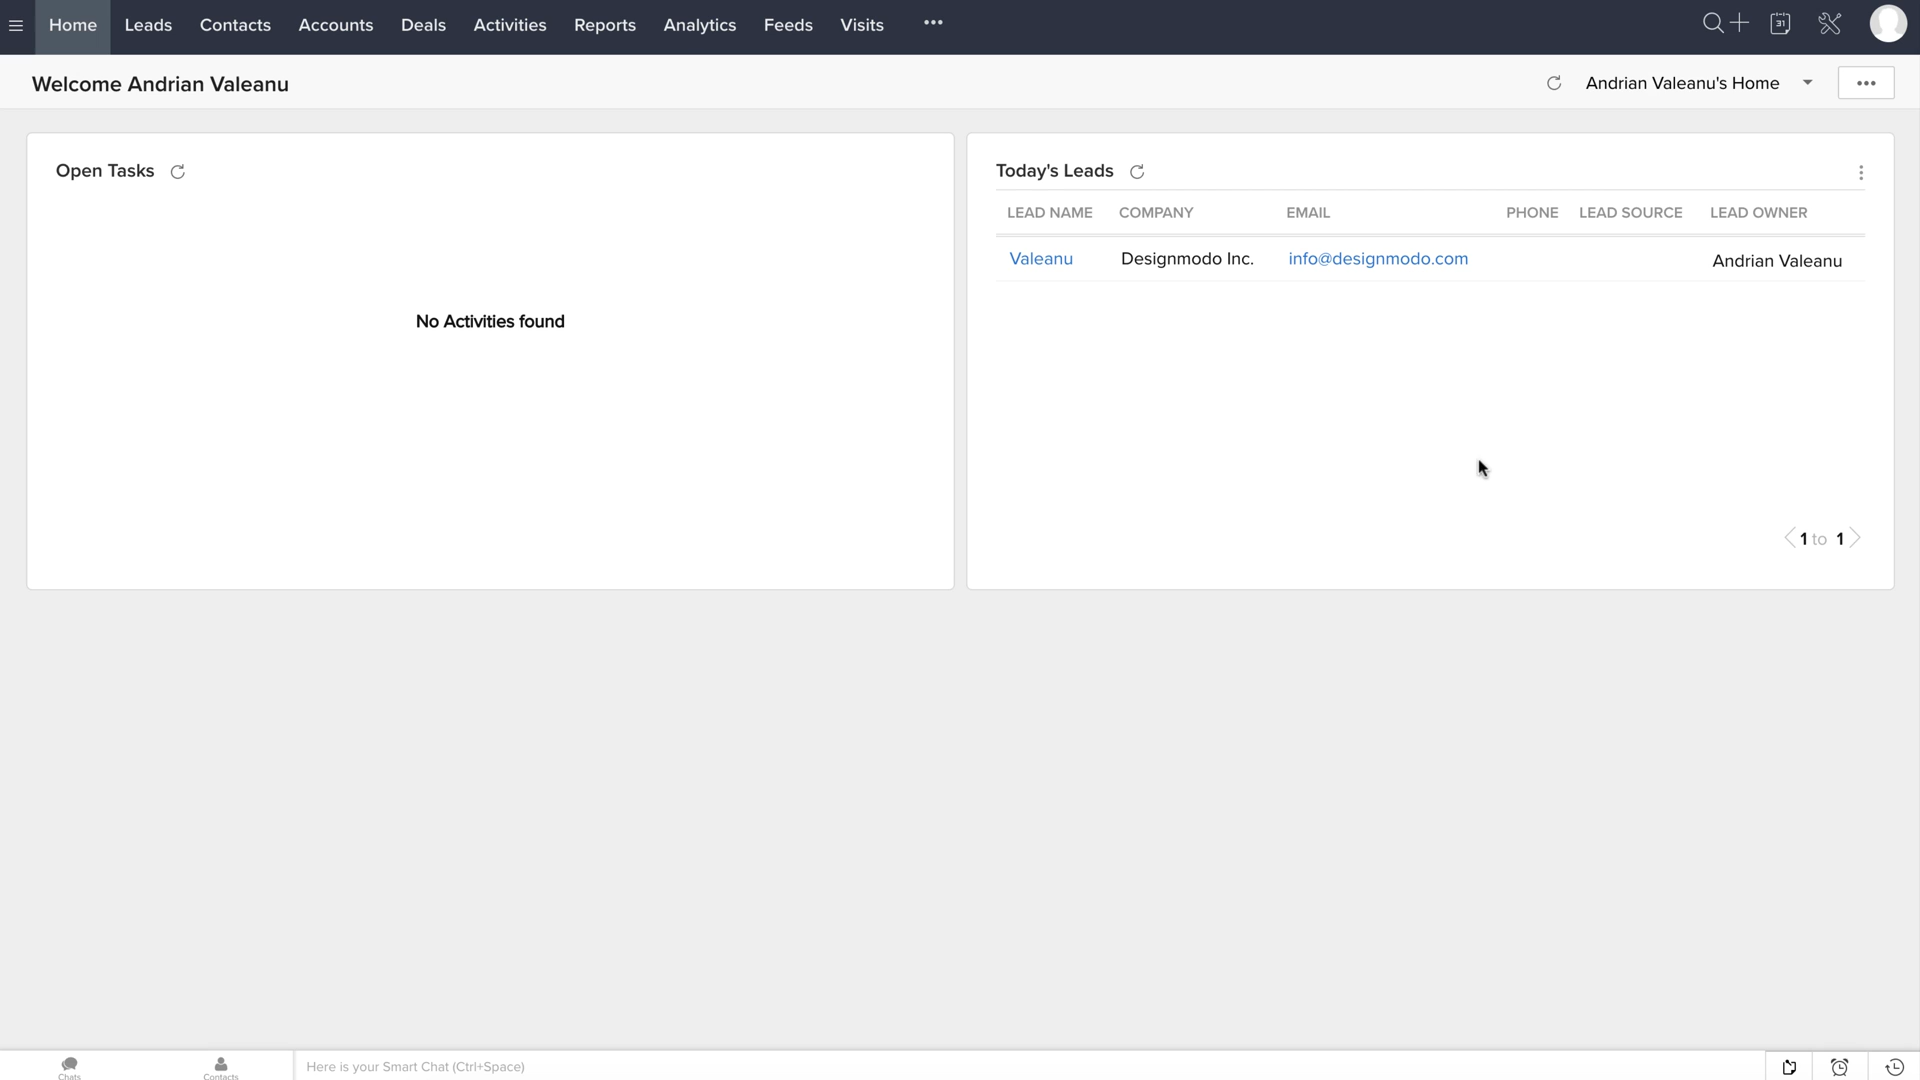 Home Leads Contacts Accounts Deals Activities Reports Analytics Feeds Visits
31
Welcome Andrian Valeanu
Andrian Valeanu's Home
Open Tasks
No Activities found
Today's Leads
LEAD NAME COMPANY EMAIL PHONE LEAD SOURCE LEAD OWNER
Valeanu Designmodo Inc. info@designmodo.com Andrian Valeanu
1 to 1
Chats Contacts Here is your Smart Chat (Ctrl+Space)